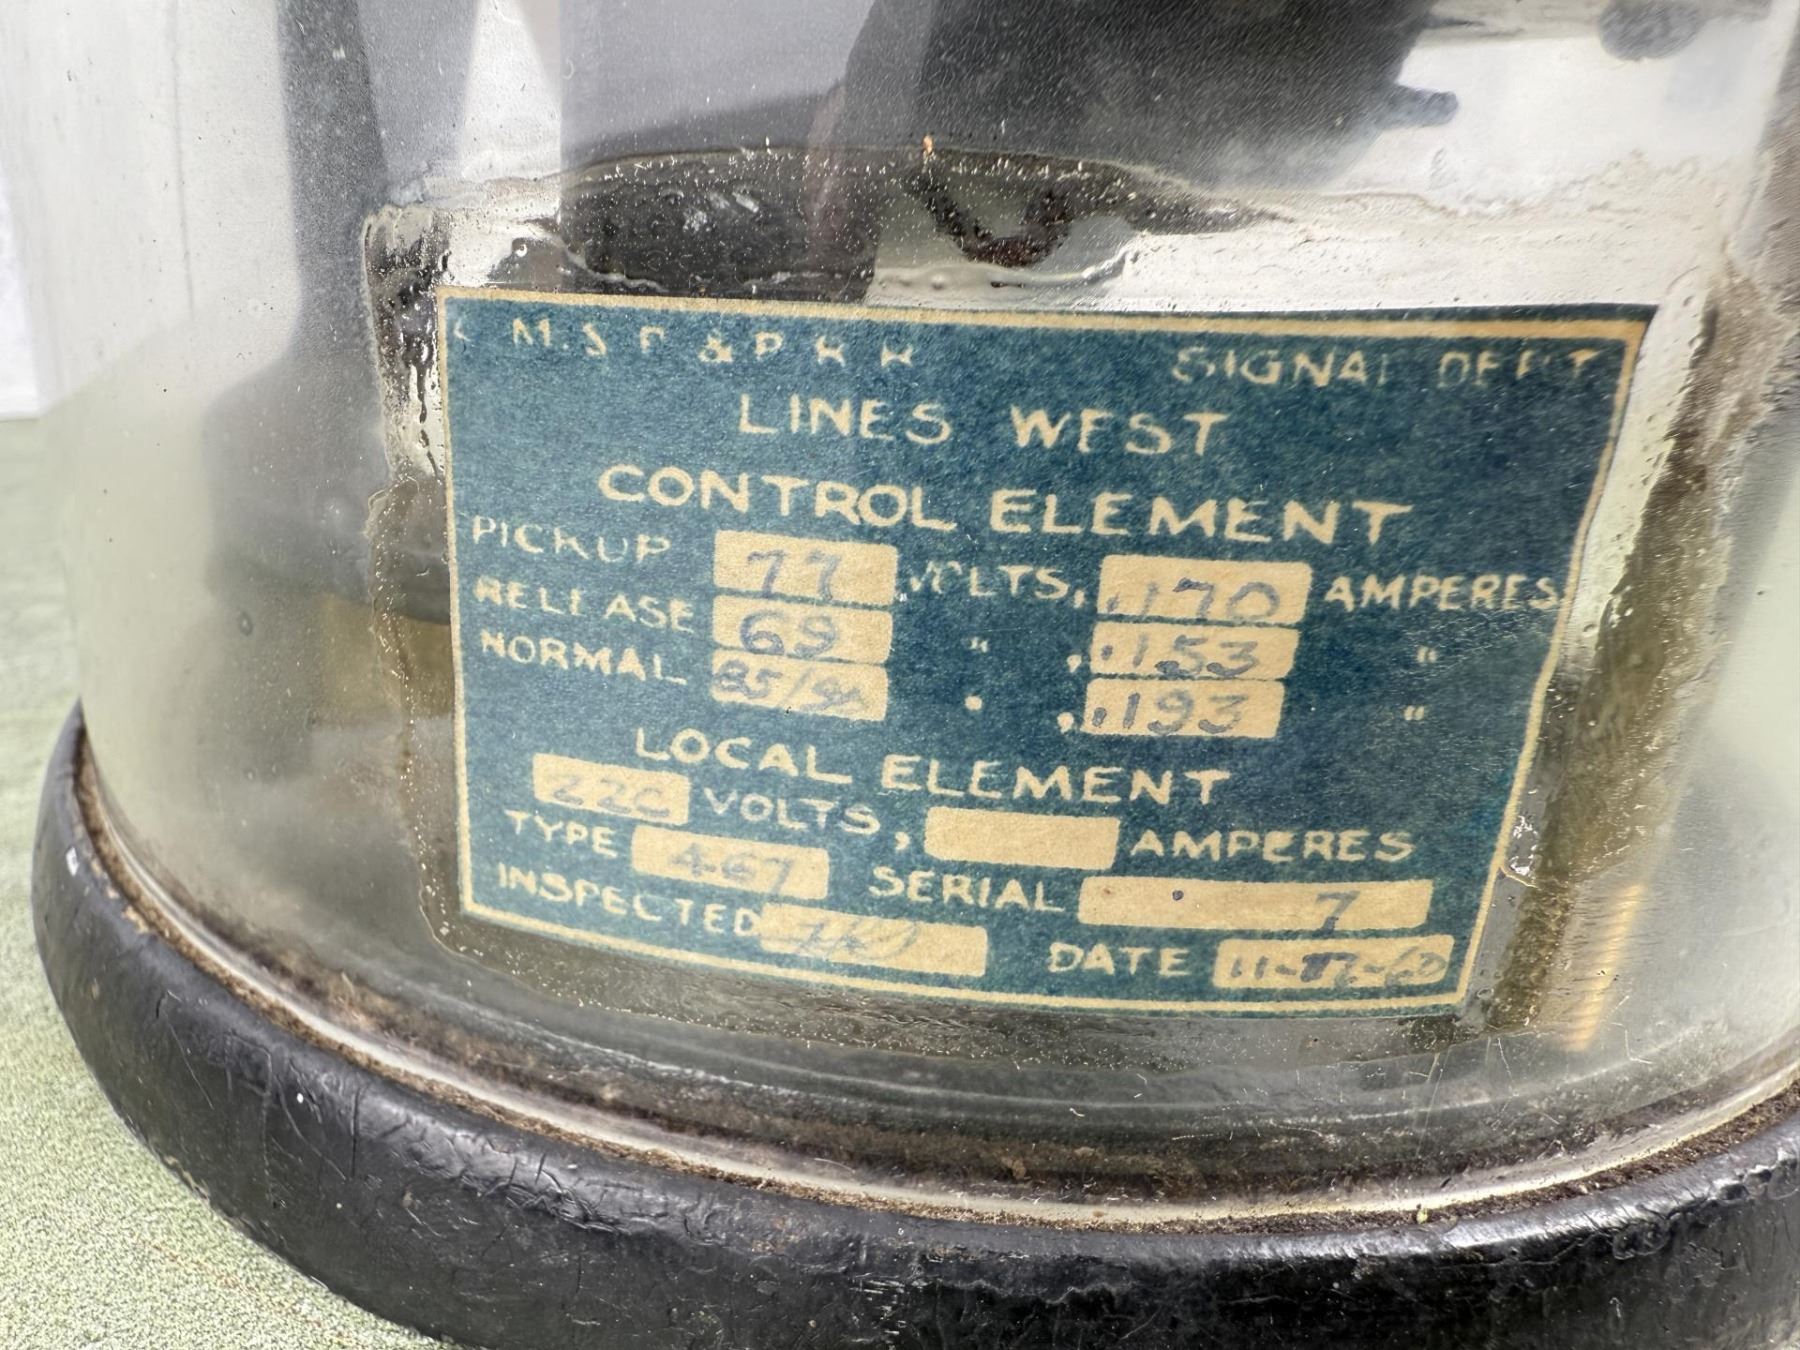 C. M. S T. P. & P. R R SIGNAL DEPT.
LINES WEST
CONTROL ELEMENT
PICKUP 77 VOLTS, .170 AMPERES
RELEASE 69 " , .153 "
NORMAL 85/90 " , .193 "
LOCAL ELEMENT
220 VOLTS, AMPERES
TYPE 467 SERIAL 7
INSPECTED DATE 11-17-60